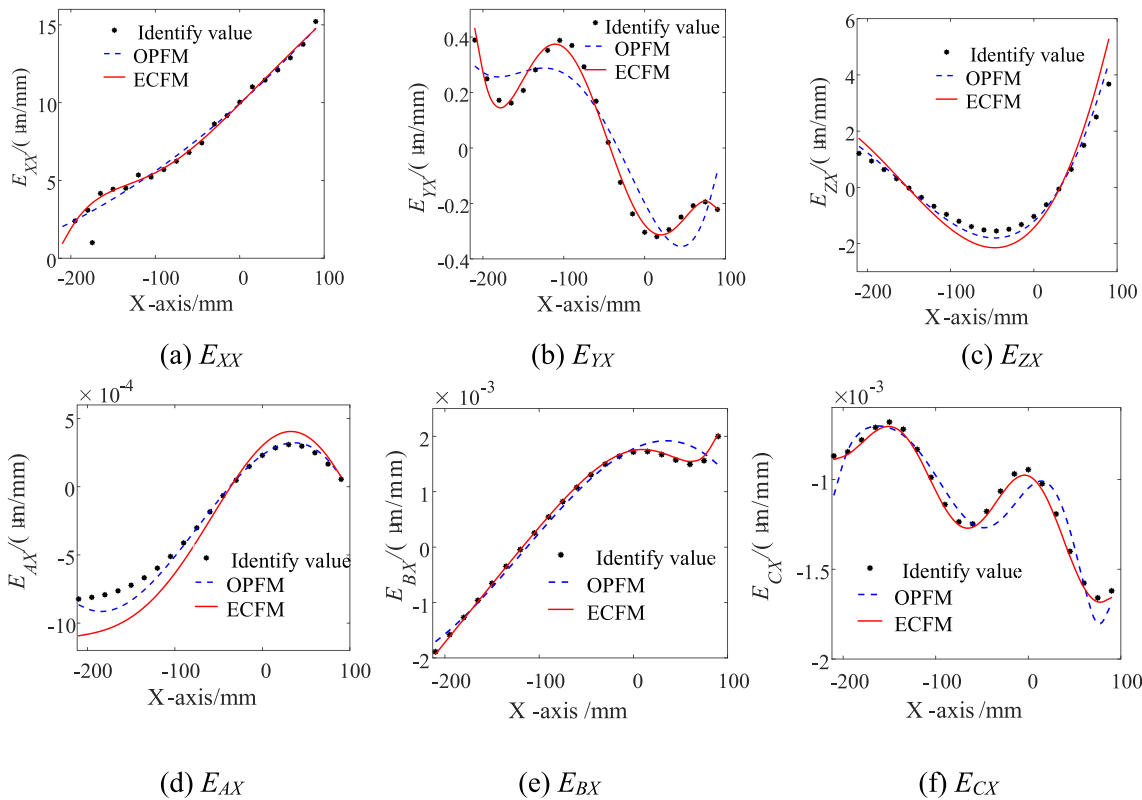 15
10
5
0
E_XX/( μm/mm)
Identify value
OPFM
ECFM
-200 -100 0 100
X-axis/mm
(a) E_XX
0.4
0.2
0
-0.2
-0.4
E_YX/( μm/mm)
Identify value
OPFM
ECFM
-200 -100 0 100
X-axis/mm
(b) E_YX
6
4
2
0
-2
E_ZX/( μm/mm)
Identify value
OPFM
ECFM
-200 -100 0 100
X-axis/mm
(c) E_ZX
× 10⁻⁴
5
0
-5
-10
E_AX/( μm/mm)
Identify value
OPFM
ECFM
-200 -100 0 100
X-axis/mm
(d) E_AX
× 10⁻³
2
1
0
-1
-2
E_BX/( μm/mm)
Identify value
OPFM
ECFM
-200 -100 0 100
X-axis /mm
(e) E_BX
×10⁻³
-1
-1.5
-2
E_CX/( μm/mm)
Identify value
OPFM
ECFM
-200 -100 0 100
X-axis/mm
(f) E_CX